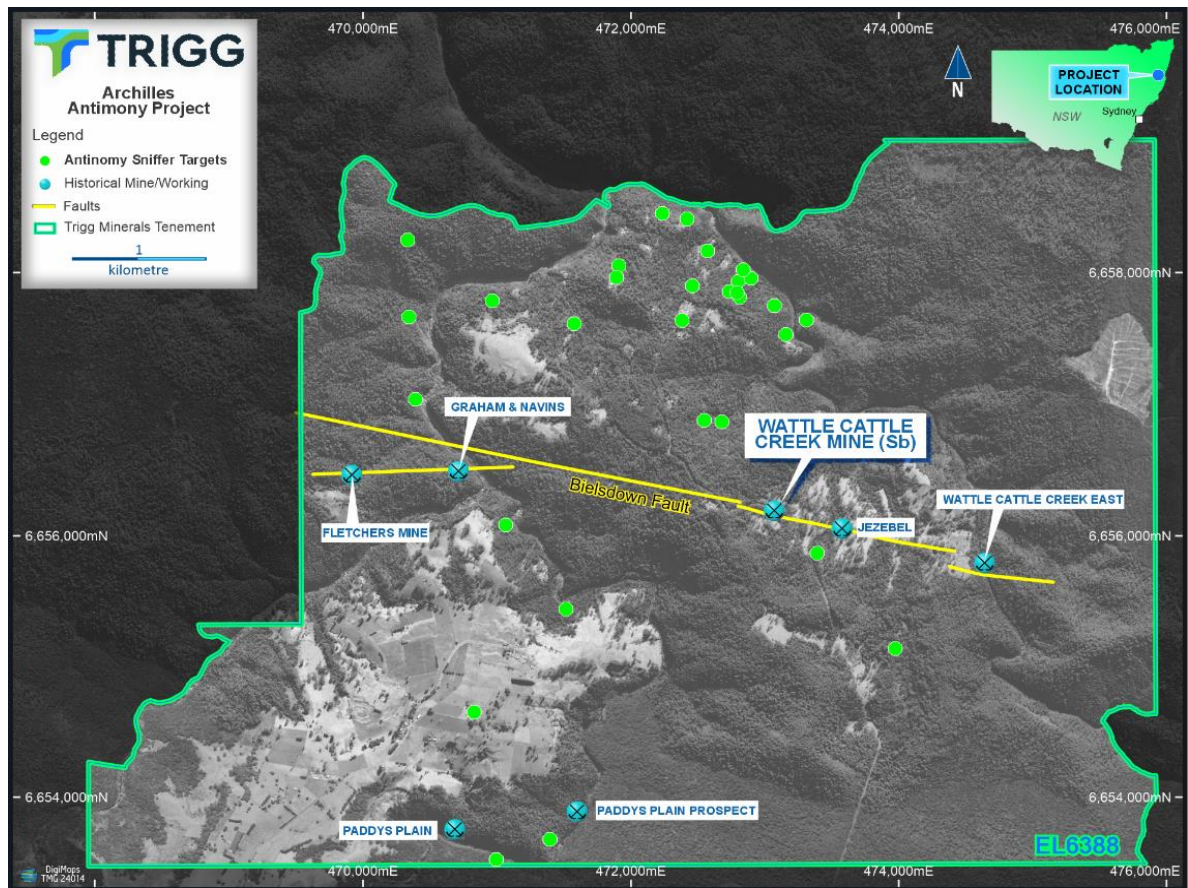 470,000mE
472,000mE
474,000mE
476,000mE
TRIGG
Archilles
Antimony Project
Legend
Antinomy Sniffer Targets
Historical Mine/Working
Faults
Trigg Minerals Tenement
1
kilometre
N
PROJECT
LOCATION
NSW
Sydney
6,658,000mN
GRAHAM & NAVINS
WATTLE CATTLE
CREEK MINE (Sb)
Bielsdown Fault
WATTLE CATTLE CREEK EAST
FLETCHERS MINE
JEZEBEL
6,656,000mN
6,656,000mN
6,654,000mN
6,654,000mN
PADDYS PLAIN PROSPECT
PADDYS PLAIN
EL6388
DigiMaps
TMG 24014
470,000mE
472,000mE
474,000mE
476,000mE